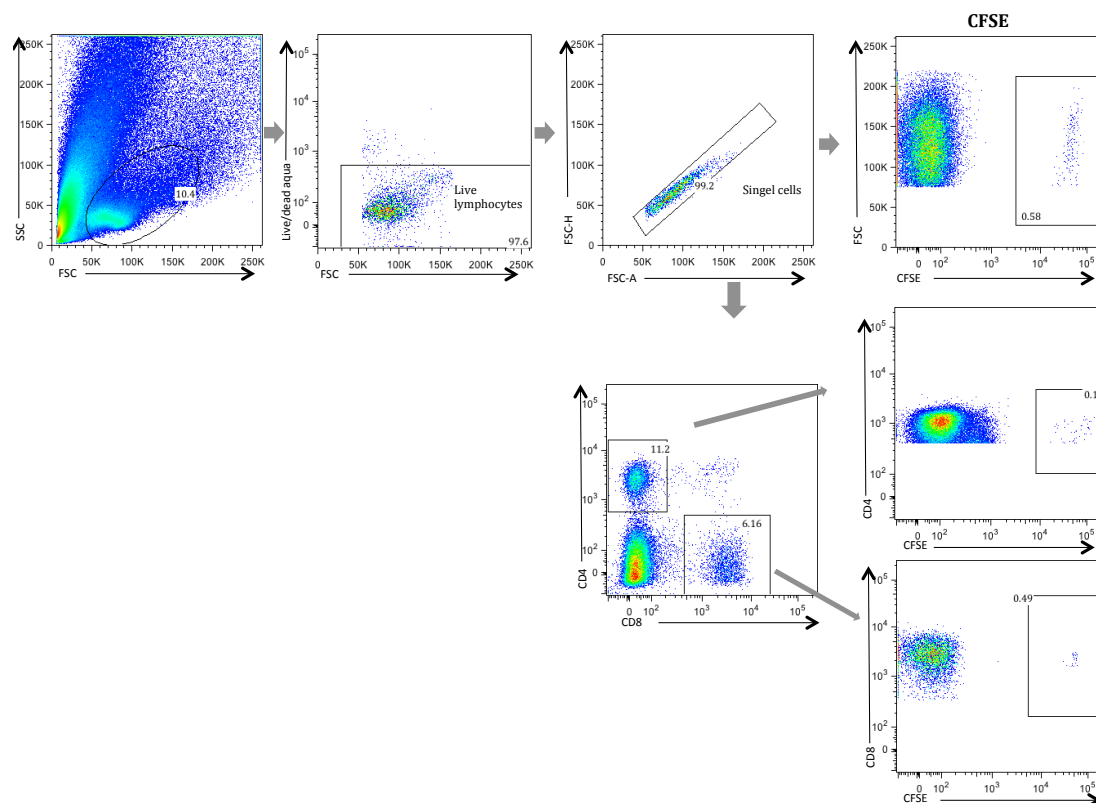 CFSE
250K
200K
150K
100K
50K
0
SSC
10.4
0 50K 100K 150K 200K 250K
FSC
10^5
10^4
10^3
10^2
0
Live/dead aqua
Live
lymphocytes
97.6
0 50K 100K 150K 200K 250K
FSC
250K
200K
150K
100K
50K
0
FSC-H
99.2
Singel cells
0 50K 100K 150K 200K 250K
FSC-A
250K
200K
150K
100K
50K
0
FSC
0.58
0 10^2 10^3 10^4 10^5
CFSE
10^5
10^4
10^3
10^2
0
CD4
11.2
6.16
0 10^2 10^3 10^4 10^5
CD8
10^5
10^4
10^3
10^2
0
CD4
0.1
0 10^2 10^3 10^4 10^5
CFSE
10^5
10^4
10^3
10^2
0
CD8
0.49
0 10^2 10^3 10^4 10^5
CFSE